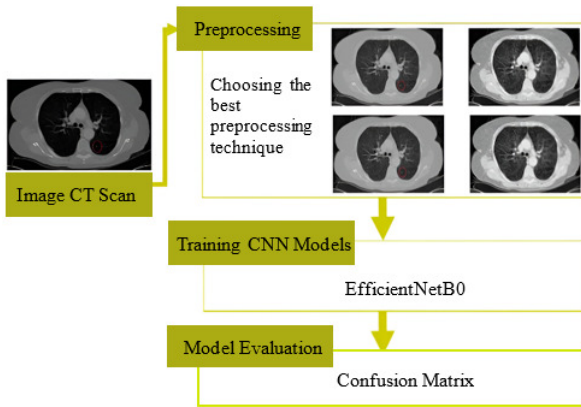 Preprocessing
Choosing the
best
preprocessing
technique
Image CT Scan
Training CNN Models
EfficientNetB0
Model Evaluation
Confusion Matrix